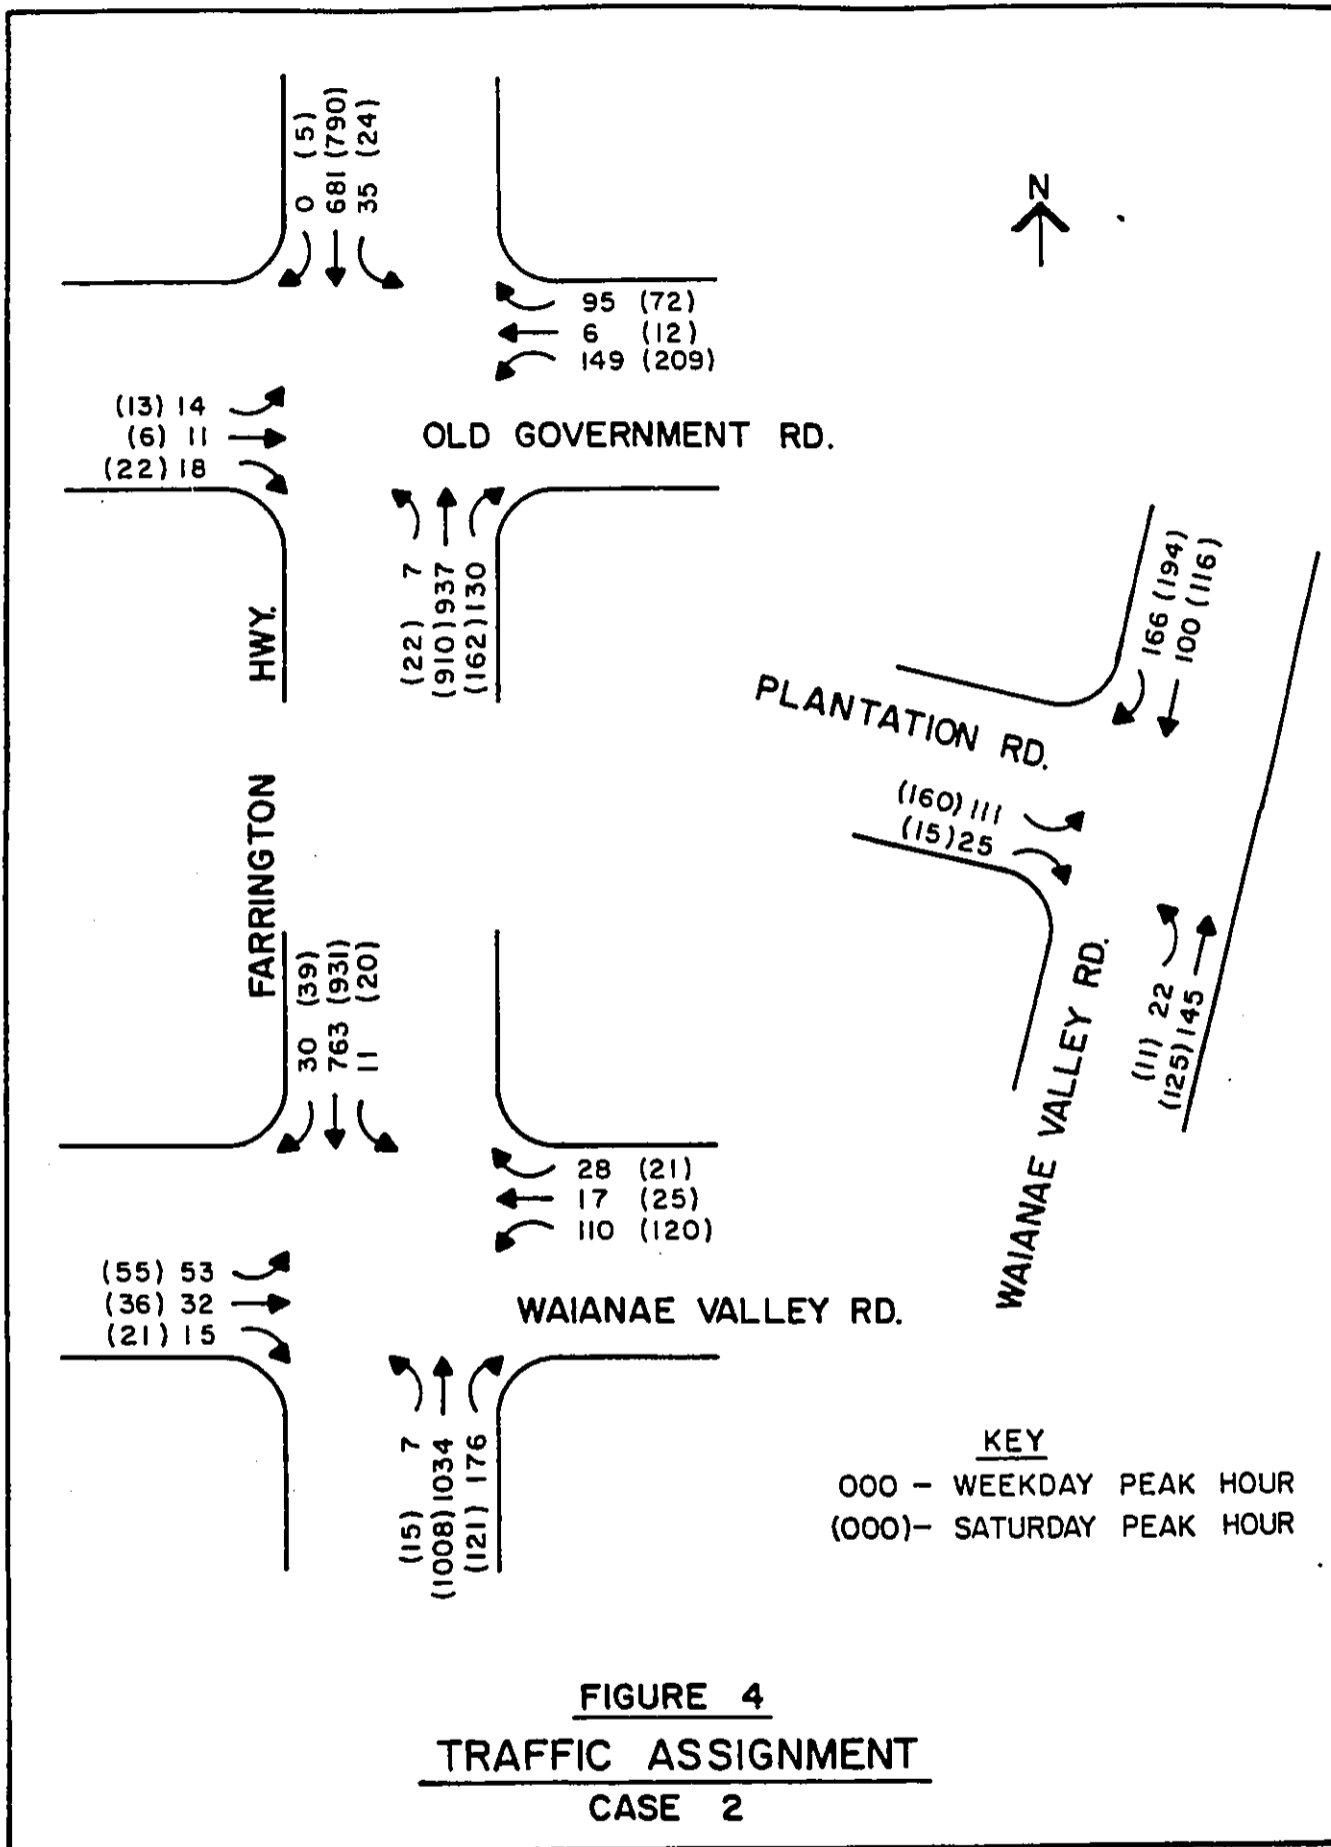 0 (5)
681 (790)
35 (24)
N
95 (72)
6 (12)
149 (209)
(13) 14
(6) 11
(22) 18
OLD GOVERNMENT RD.
(22) 7
(910) 937
(162) 130
FARRINGTON HWY.
166 (194)
100 (116)
PLANTATION RD.
(160) 111
(15) 25
(11) 22
(125) 145
WAIANAE VALLEY RD.
30 (39)
763 (931)
11 (20)
28 (21)
17 (25)
110 (120)
(55) 53
(36) 32
(21) 15
WAIANAE VALLEY RD.
(15) 7
(1008) 1034
(121) 176
KEY
000 - WEEKDAY PEAK HOUR
(000) - SATURDAY PEAK HOUR
FIGURE 4
TRAFFIC ASSIGNMENT
CASE 2